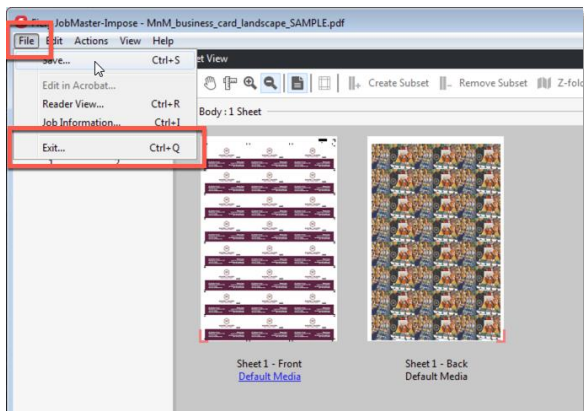 JobMaster-Impose - MnM_business_card_landscape_SAMPLE.pdf
File Edit Actions View Help
Save... Ctrl+S
et View
Edit in Acrobat...
Create Subset Remove Subset Z-fold
Reader View... Ctrl+R
Job Information... Ctrl+I
Body : 1 Sheet
Exit... Ctrl+Q
1 2
Sheet 1 - Front Sheet 1 - Back
Default Media Default Media